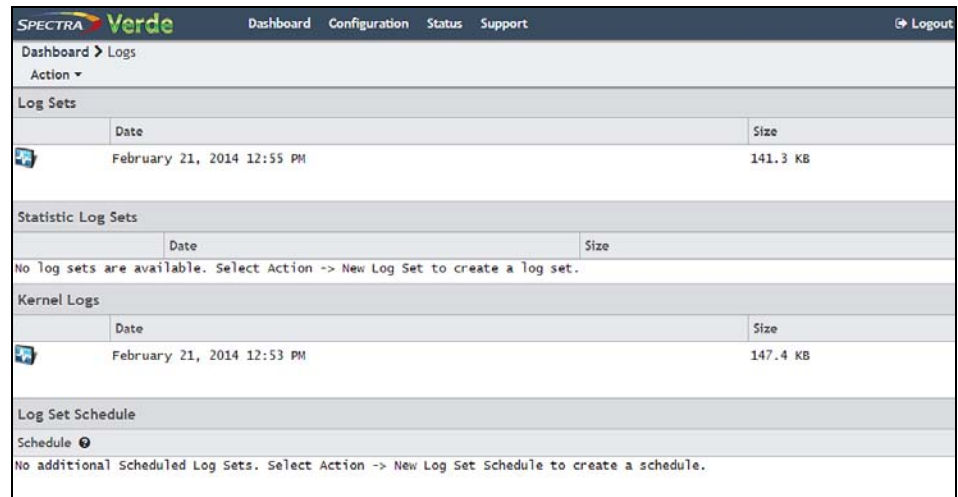 SPECTRA Verde Dashboard Configuration Status Support Logout
Dashboard > Logs
Action
Log Sets
Date Size
February 21, 2014 12:55 PM 141.3 KB
Statistic Log Sets
Date Size
No log sets are available. Select Action -> New Log Set to create a log set.
Kernel Logs
Date Size
February 21, 2014 12:53 PM 147.4 KB
Log Set Schedule
Schedule ?
No additional Scheduled Log Sets. Select Action -> New Log Set Schedule to create a schedule.